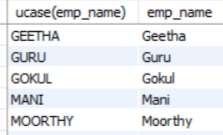 ucase(emp_name) emp_name
GEETHA Geetha
GURU Guru
GOKUL Gokul
MANI Mani
MOORTHY Moorthy